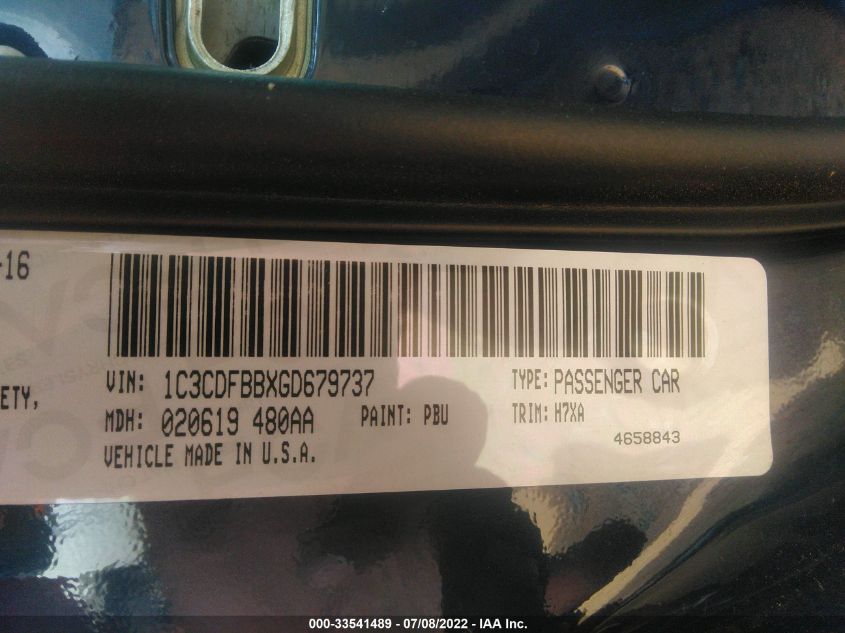 -16
ETY,
VIN: 1C3CDFBBXGD679737 TYPE: PASSENGER CAR
MDH: 020619 480AA PAINT: PBU TRIM: H7XA
VEHICLE MADE IN U.S.A. 4658843
000-33541489 - 07/08/2022 - IAA Inc.